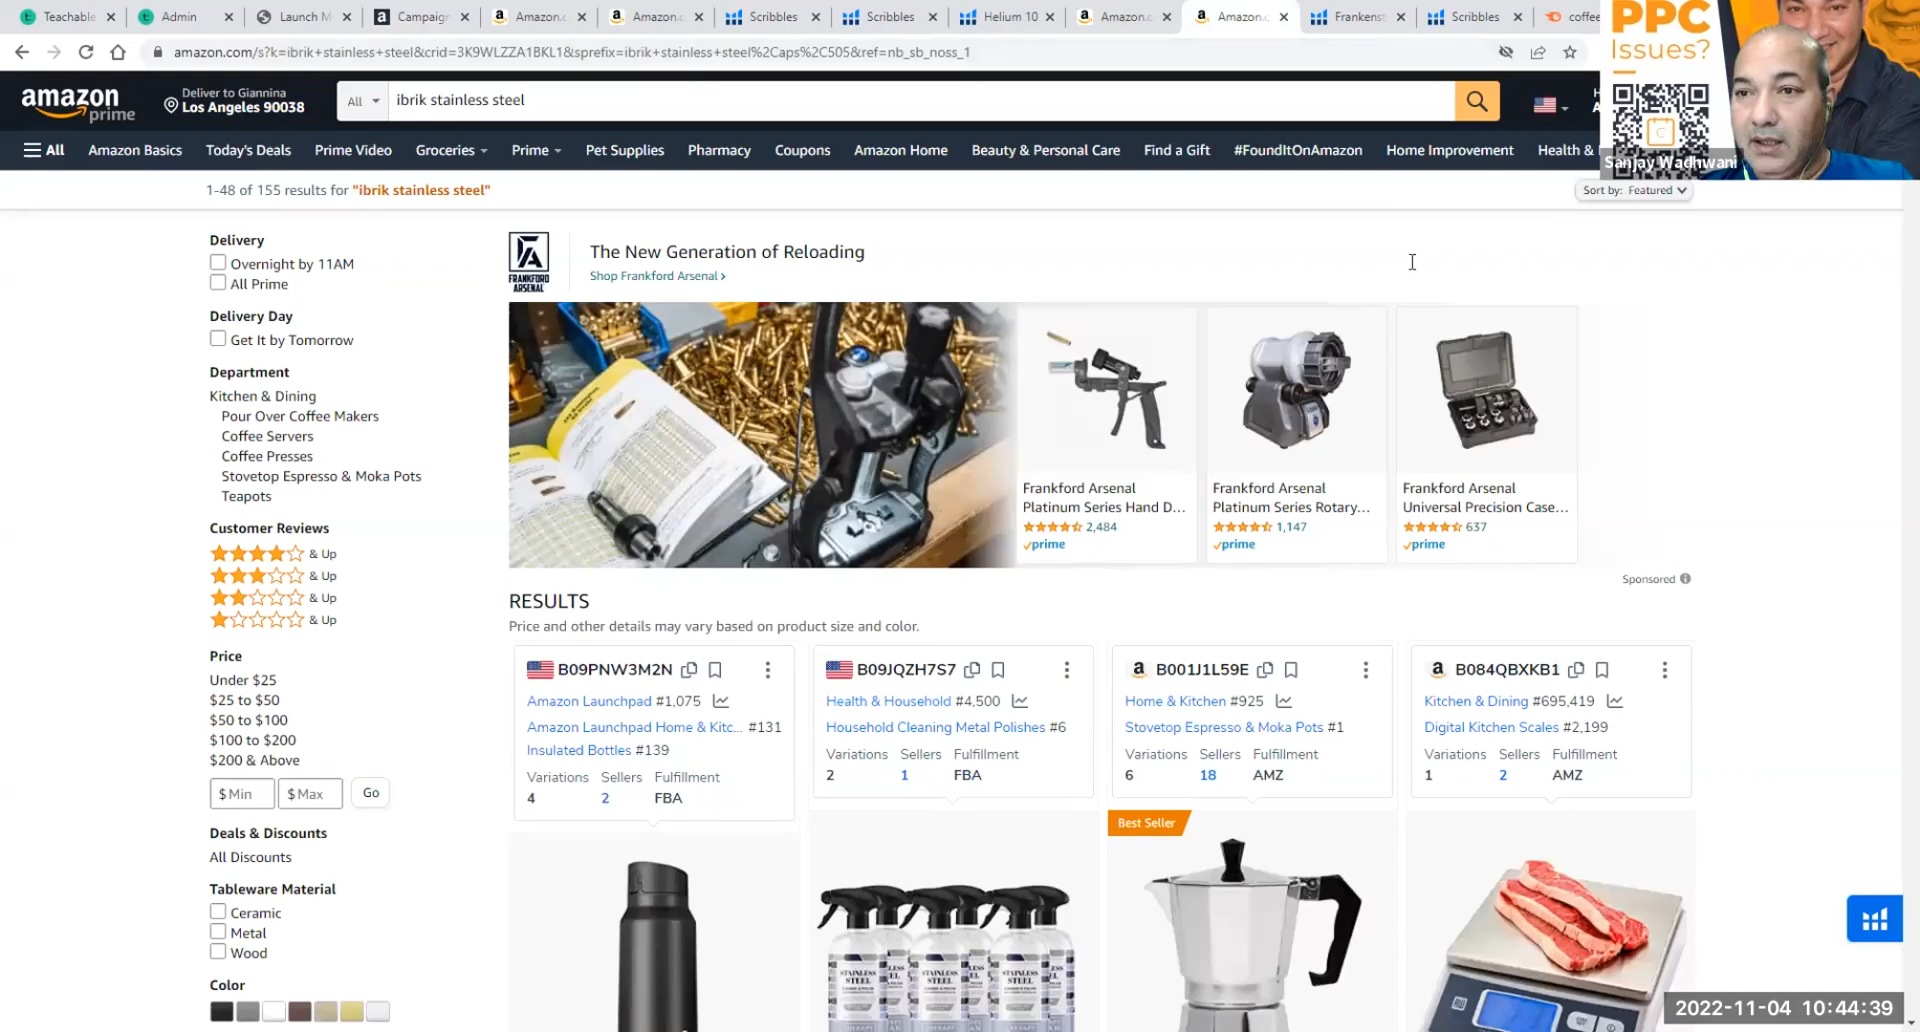 Teachable
Admin
Launch M
Campaign
Amazon.c
Amazon.c
Scribbles
Scribbles
Helium 10
Amazon.c
Amazon.c
Frankenst
Scribbles
coffee
amazon.com/s?k=ibrik+stainless+steel&crid=3K9WLZZA1BKL1&sprefix=ibrik+stainless+steel%2Caps%2C505&ref=nb_sb_noss_1
PPC
Issues?
Sanjay Wadhwani
amazon
prime
Deliver to Giannina
Los Angeles 90038
All
ibrik stainless steel
All
Amazon Basics
Today's Deals
Prime Video
Groceries
Prime
Pet Supplies
Pharmacy
Coupons
Amazon Home
Beauty & Personal Care
Find a Gift
#FoundItOnAmazon
Home Improvement
Health &
1-48 of 155 results for "ibrik stainless steel"
Sort by: Featured
Delivery
Overnight by 11AM
All Prime
Delivery Day
Get It by Tomorrow
Department
Kitchen & Dining
Pour Over Coffee Makers
Coffee Servers
Coffee Presses
Stovetop Espresso & Moka Pots
Teapots
Customer Reviews
& Up
& Up
& Up
& Up
Price
Under $25
$25 to $50
$50 to $100
$100 to $200
$200 & Above
$ Min
$ Max
Go
Deals & Discounts
All Discounts
Tableware Material
Ceramic
Metal
Wood
Color
FRANKFORD
ARSENAL
The New Generation of Reloading
Shop Frankford Arsenal ›
Frankford Arsenal
Platinum Series Hand D...
2,484
prime
Frankford Arsenal
Platinum Series Rotary...
1,147
prime
Frankford Arsenal
Universal Precision Case...
637
prime
Sponsored
RESULTS
Price and other details may vary based on product size and color.
B09PNW3M2N
Amazon Launchpad #1,075
Amazon Launchpad Home & Kitc... #131
Insulated Bottles #139
Variations Sellers Fulfillment
4 2 FBA
B09JQZH7S7
Health & Household #4,500
Household Cleaning Metal Polishes #6
Variations Sellers Fulfillment
2 1 FBA
B001J1L59E
Home & Kitchen #925
Stovetop Espresso & Moka Pots #1
Variations Sellers Fulfillment
6 18 AMZ
B084QBXKB1
Kitchen & Dining #695,419
Digital Kitchen Scales #2,199
Variations Sellers Fulfillment
1 2 AMZ
Best Seller
STAINLESS
STEEL
2022-11-04 10:44:39